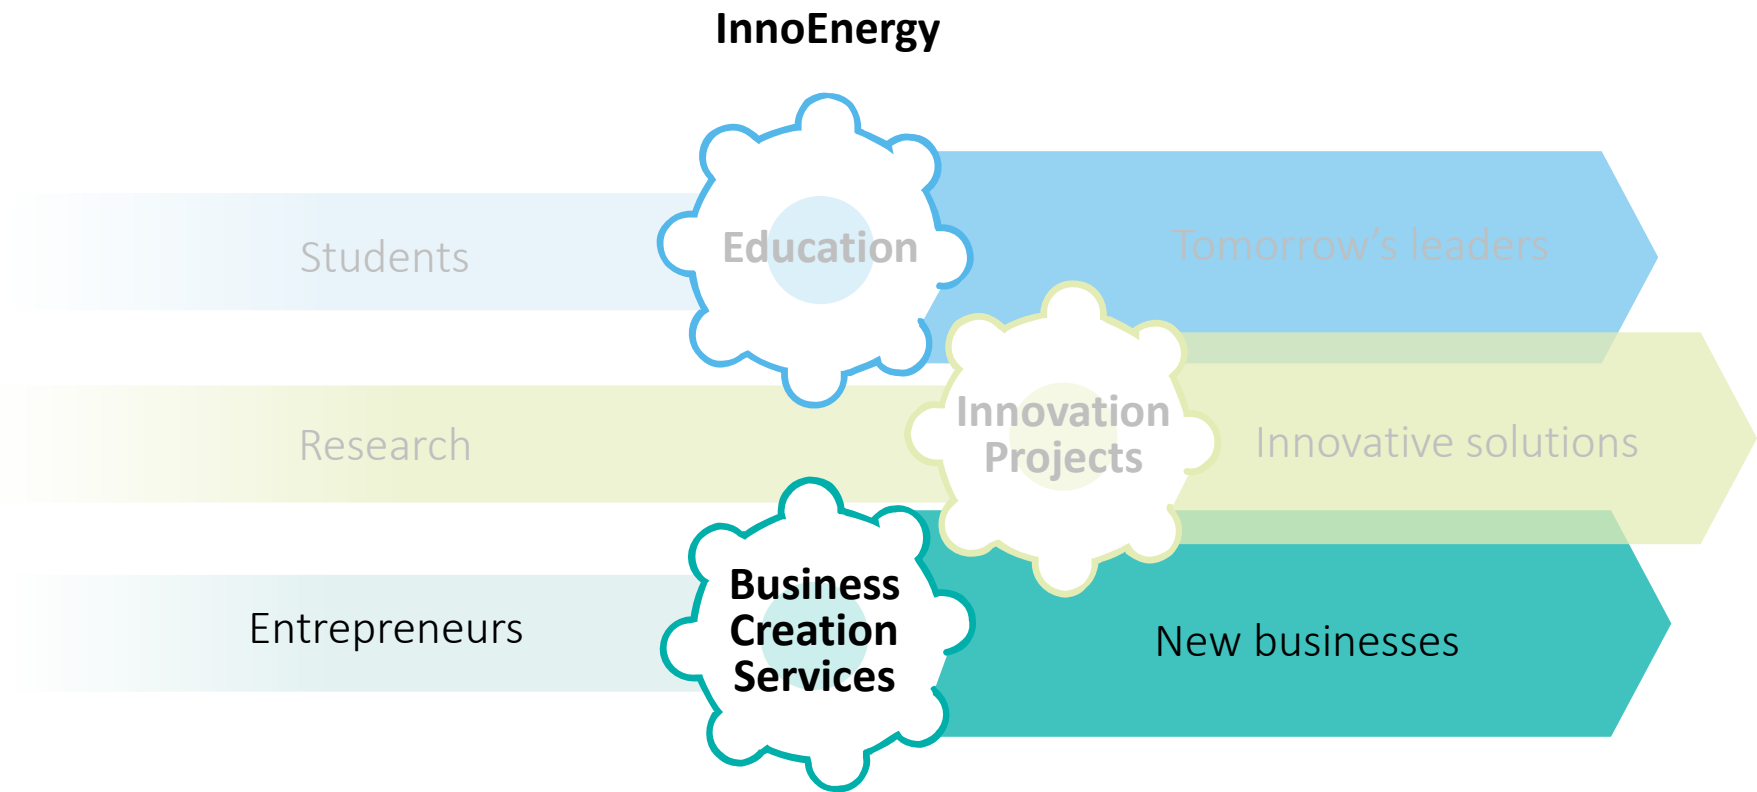 InnoEnergy
Students
Education
Tomorrow’s leaders
Research
Innovation
Projects
Innovative solutions
Entrepreneurs
Business
Creation
Services
New businesses